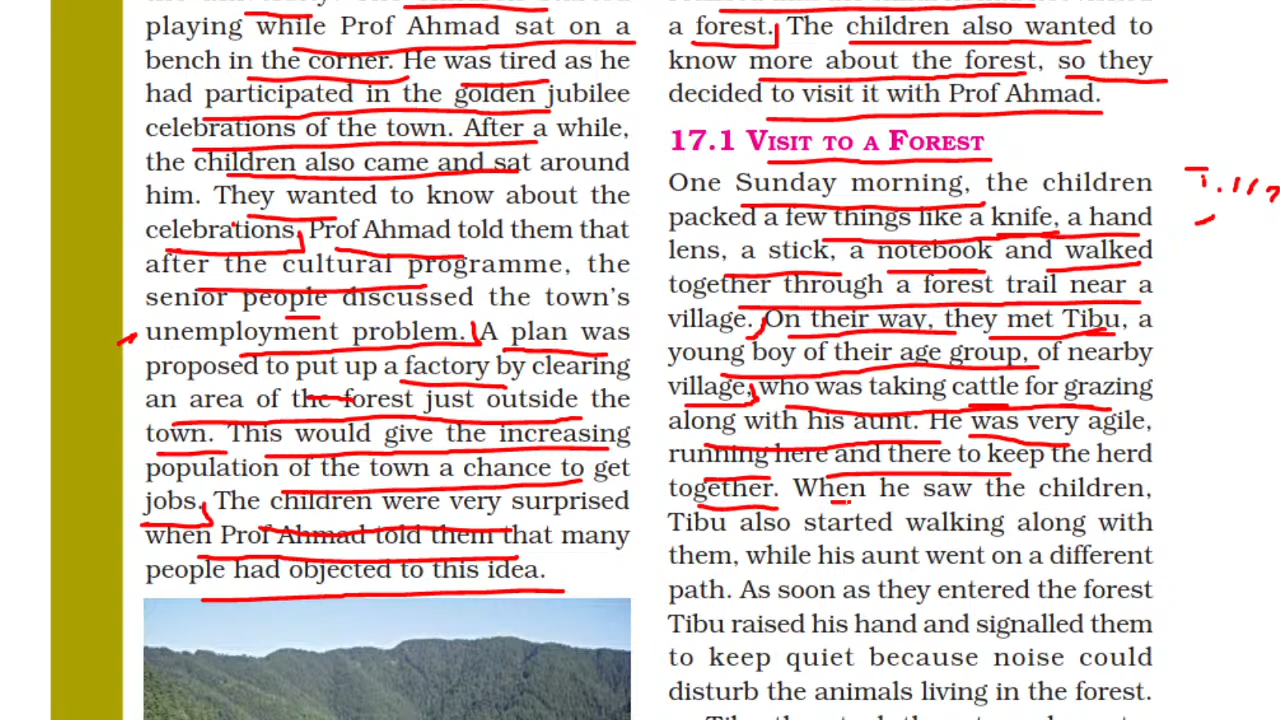 playing while Prof Ahmad sat on a
bench in the corner. He was tired as he
had participated in the golden jubilee
celebrations of the town. After a while,
the children also came and sat around
him. They wanted to know about the
celebrations. Prof Ahmad told them that
after the cultural programme, the
senior people discussed the town's
unemployment problem. A plan was
proposed to put up a factory by clearing
an area of the forest just outside the
town. This would give the increasing
population of the town a chance to get
jobs. The children were very surprised
when Prof Ahmad told them that many
people had objected to this idea.
a forest. The children also wanted to
know more about the forest, so they
decided to visit it with Prof Ahmad.
17.1 VISIT TO A FOREST
One Sunday morning, the children
packed a few things like a knife, a hand
lens, a stick, a notebook and walked
together through a forest trail near a
village. On their way, they met Tibu, a
young boy of their age group, of nearby
village, who was taking cattle for grazing
along with his aunt. He was very agile,
running here and there to keep the herd
together. When he saw the children,
Tibu also started walking along with
them, while his aunt went on a different
path. As soon as they entered the forest
Tibu raised his hand and signalled them
to keep quiet because noise could
disturb the animals living in the forest.